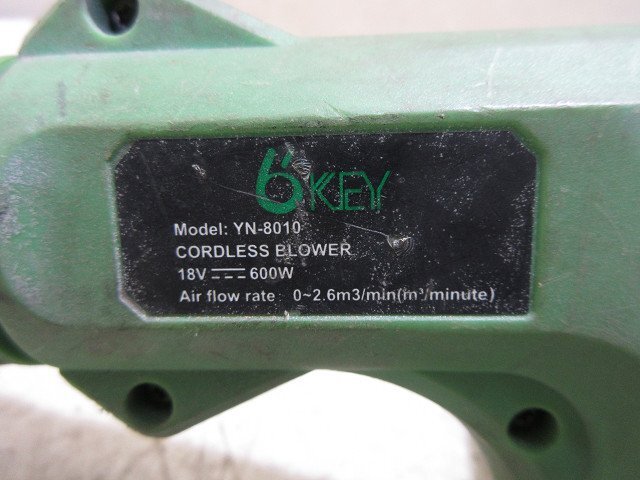 6KEY
Model: YN-8010
CORDLESS BLOWER
18V ⎓ 600W
Air flow rate: 0~2.6m3/min(m³/minute)